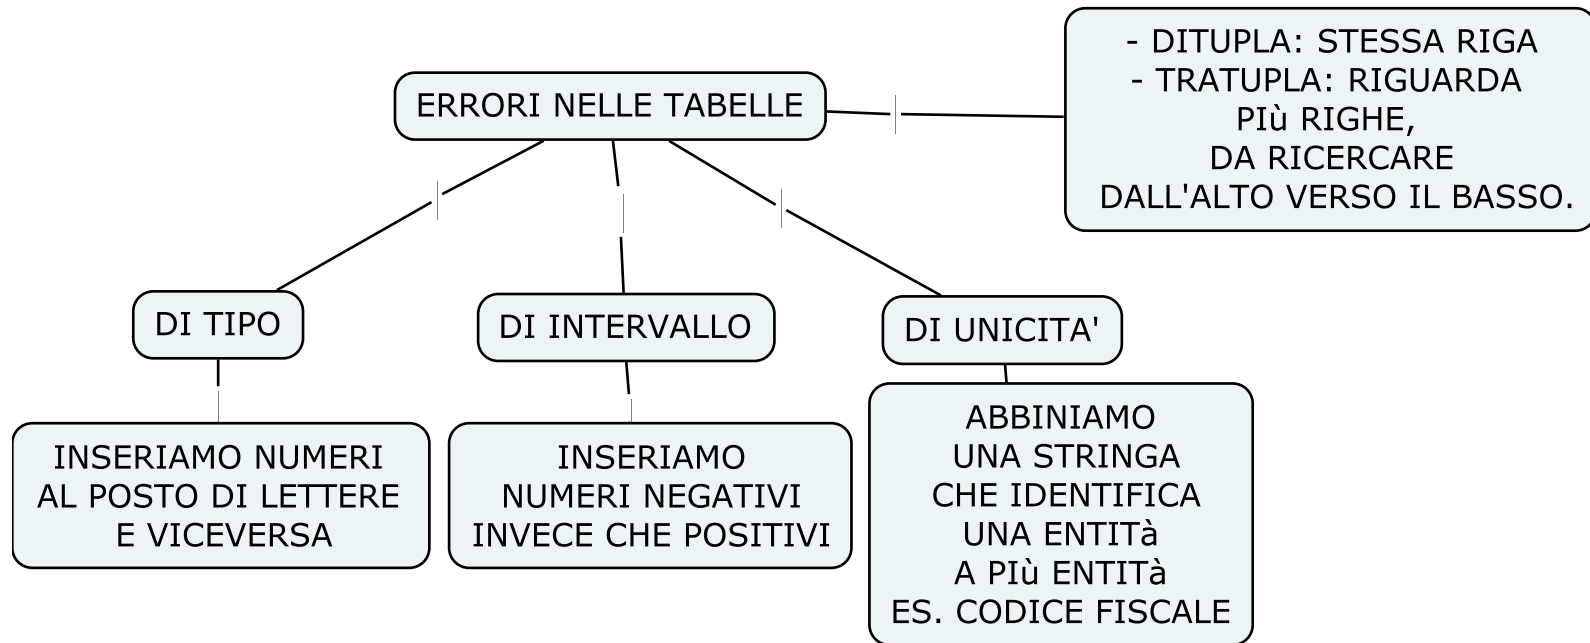 - DITUPLA: STESSA RIGA
- TRATUPLA: RIGUARDA
PIù RIGHE,
DA RICERCARE
DALL'ALTO VERSO IL BASSO.
ERRORI NELLE TABELLE
DI TIPO
DI INTERVALLO
DI UNICITA'
INSERIAMO NUMERI
AL POSTO DI LETTERE
E VICEVERSA
INSERIAMO
NUMERI NEGATIVI
INVECE CHE POSITIVI
ABBINIAMO
UNA STRINGA
CHE IDENTIFICA
UNA ENTITà
A PIù ENTITà
ES. CODICE FISCALE